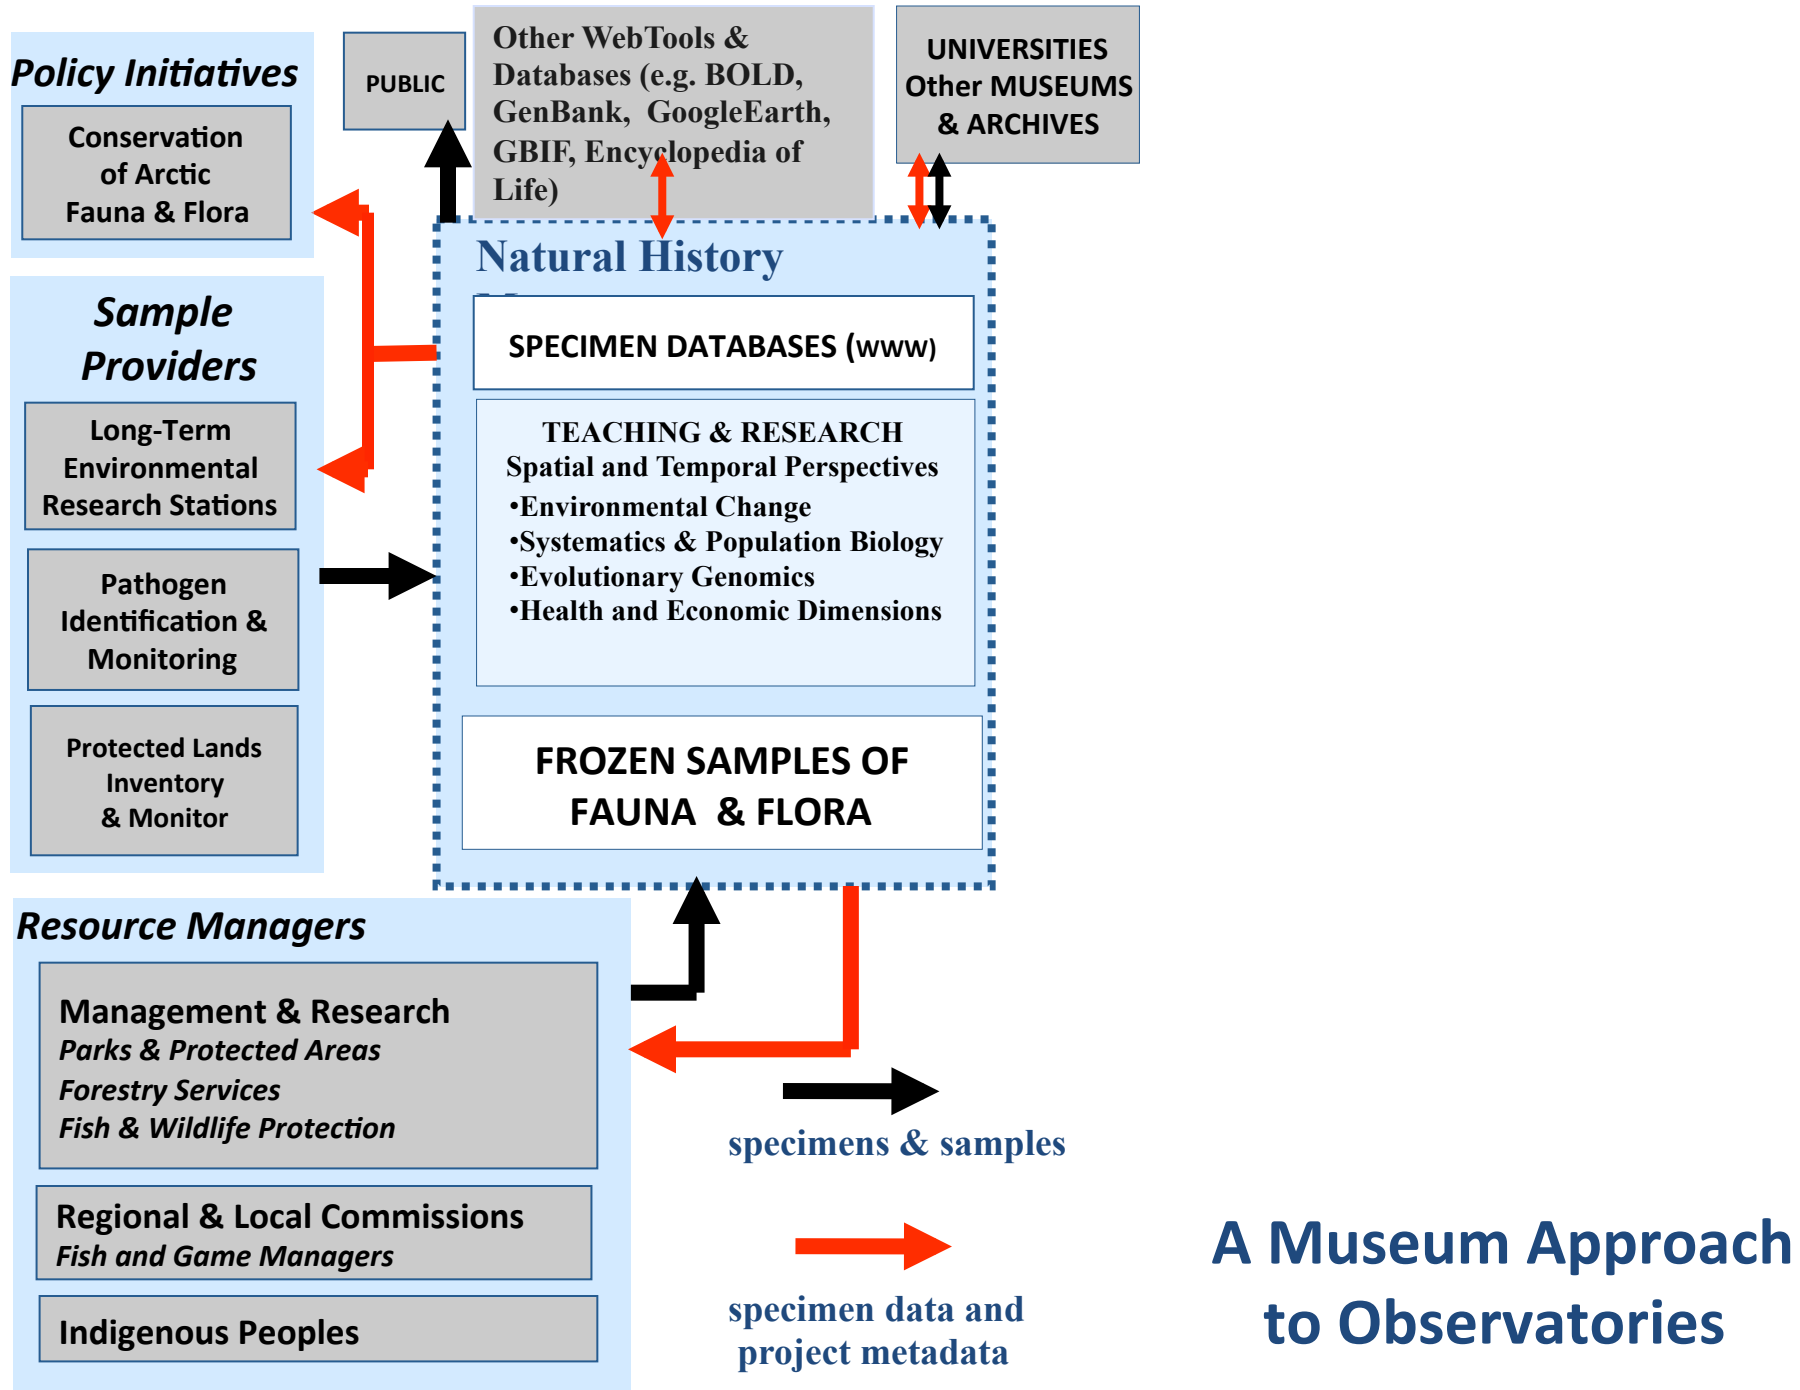 Policy Initiatives
Conservation
of Arctic
Fauna & Flora
PUBLIC
Other WebTools &
Databases (e.g. BOLD,
GenBank, GoogleEarth,
GBIF, Encyclopedia of
Life)
UNIVERSITIES
Other MUSEUMS
& ARCHIVES
Sample
Providers
Long-Term
Environmental
Research Stations
Pathogen
Identification &
Monitoring
Protected Lands
Inventory
& Monitor
Natural History
SPECIMEN DATABASES (WWW)
TEACHING & RESEARCH
Spatial and Temporal Perspectives
•Environmental Change
•Systematics & Population Biology
•Evolutionary Genomics
•Health and Economic Dimensions
FROZEN SAMPLES OF
FAUNA & FLORA
Resource Managers
Management & Research
Parks & Protected Areas
Forestry Services
Fish & Wildlife Protection
Regional & Local Commissions
Fish and Game Managers
Indigenous Peoples
specimens & samples
specimen data and
project metadata
A Museum Approach
to Observatories